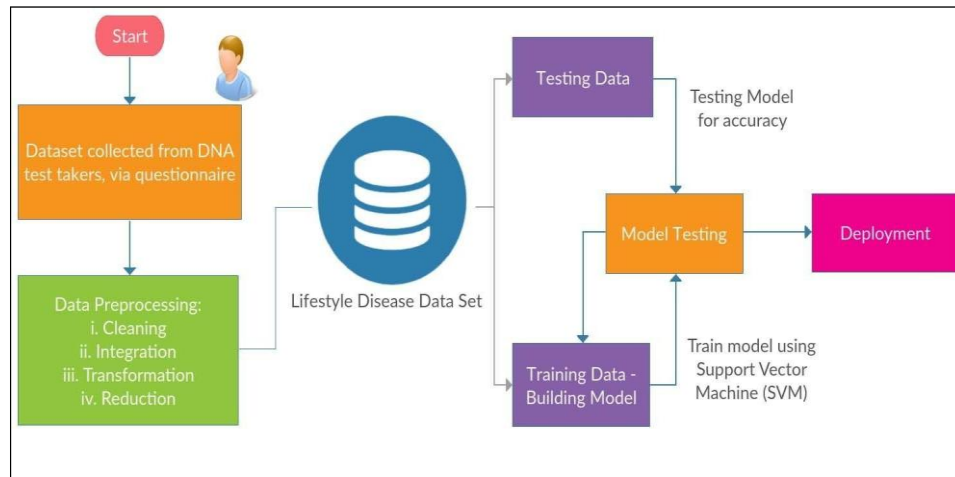 Start
Dataset collected from DNA
test takers, via questionnaire
Data Preprocessing:
i. Cleaning
ii. Integration
iii. Transformation
iv. Reduction
Lifestyle Disease Data Set
Testing Data
Testing Model
for accuracy
Model Testing
Deployment
Training Data -
Building Model
Train model using
Support Vector
Machine (SVM)